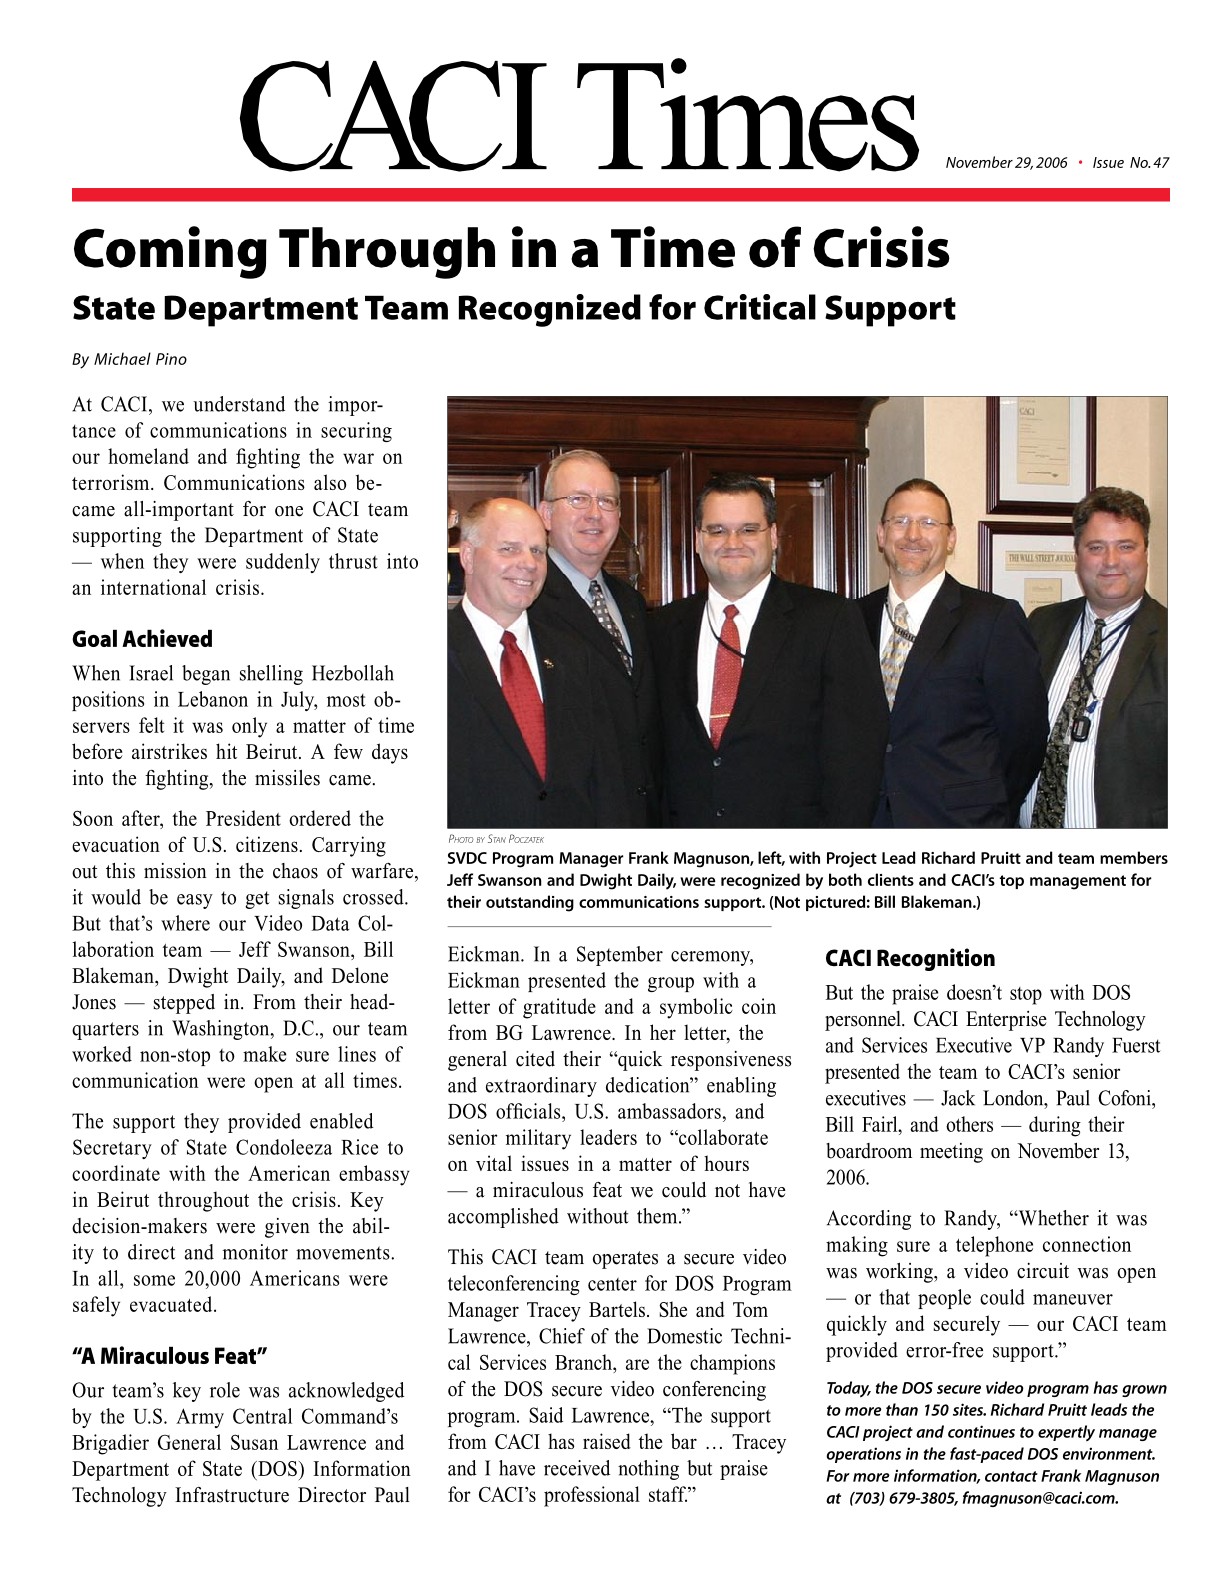 CACI Times
November 29, 2006 • Issue No. 47
Coming Through in a Time of Crisis
State Department Team Recognized for Critical Support
By Michael Pino
At CACI, we understand the impor-
tance of communications in securing
our homeland and fighting the war on
terrorism. Communications also be-
came all-important for one CACI team
supporting the Department of State
— when they were suddenly thrust into
an international crisis.
Goal Achieved
When Israel began shelling Hezbollah
positions in Lebanon in July, most ob-
servers felt it was only a matter of time
before airstrikes hit Beirut. A few days
into the fighting, the missiles came.
Soon after, the President ordered the
evacuation of U.S. citizens. Carrying
out this mission in the chaos of warfare,
it would be easy to get signals crossed.
But that's where our Video Data Col-
laboration team — Jeff Swanson, Bill
Blakeman, Dwight Daily, and Delone
Jones — stepped in. From their head-
quarters in Washington, D.C., our team
worked non-stop to make sure lines of
communication were open at all times.
The support they provided enabled
Secretary of State Condoleeza Rice to
coordinate with the American embassy
in Beirut throughout the crisis. Key
decision-makers were given the abil-
ity to direct and monitor movements.
In all, some 20,000 Americans were
safely evacuated.
"A Miraculous Feat"
Our team's key role was acknowledged
by the U.S. Army Central Command's
Brigadier General Susan Lawrence and
Department of State (DOS) Information
Technology Infrastructure Director Paul
CACI
THE WALL STREET JOURNAL
PHOTO BY STAN POCZATEK
SVDC Program Manager Frank Magnuson, left, with Project Lead Richard Pruitt and team members
Jeff Swanson and Dwight Daily, were recognized by both clients and CACI's top management for
their outstanding communications support. (Not pictured: Bill Blakeman.)
Eickman. In a September ceremony,
Eickman presented the group with a
letter of gratitude and a symbolic coin
from BG Lawrence. In her letter, the
general cited their "quick responsiveness
and extraordinary dedication" enabling
DOS officials, U.S. ambassadors, and
senior military leaders to "collaborate
on vital issues in a matter of hours
— a miraculous feat we could not have
accomplished without them."
This CACI team operates a secure video
teleconferencing center for DOS Program
Manager Tracey Bartels. She and Tom
Lawrence, Chief of the Domestic Techni-
cal Services Branch, are the champions
of the DOS secure video conferencing
program. Said Lawrence, "The support
from CACI has raised the bar … Tracey
and I have received nothing but praise
for CACI's professional staff."
CACI Recognition
But the praise doesn't stop with DOS
personnel. CACI Enterprise Technology
and Services Executive VP Randy Fuerst
presented the team to CACI's senior
executives — Jack London, Paul Cofoni,
Bill Fairl, and others — during their
boardroom meeting on November 13,
2006.
According to Randy, "Whether it was
making sure a telephone connection
was working, a video circuit was open
— or that people could maneuver
quickly and securely — our CACI team
provided error-free support."
Today, the DOS secure video program has grown
to more than 150 sites. Richard Pruitt leads the
CACI project and continues to expertly manage
operations in the fast-paced DOS environment.
For more information, contact Frank Magnuson
at (703) 679-3805, fmagnuson@caci.com.